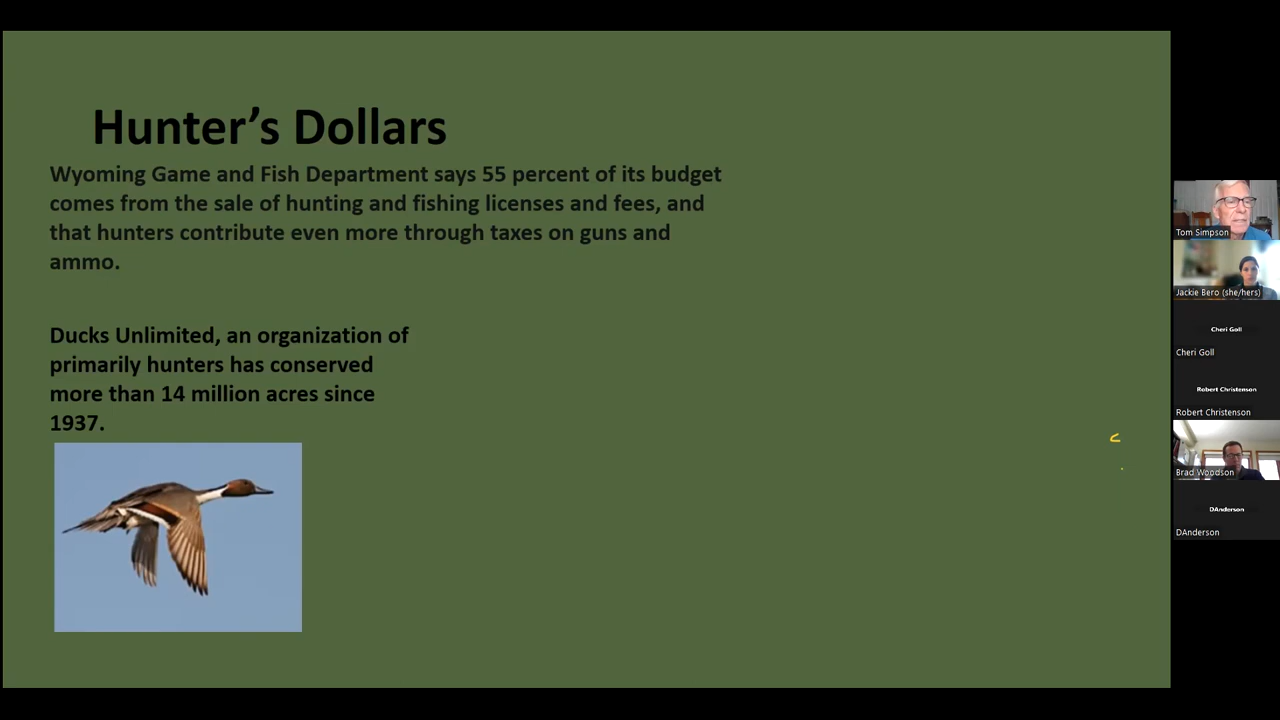 Hunter’s Dollars
Wyoming Game and Fish Department says 55 percent of its budget
comes from the sale of hunting and fishing licenses and fees, and
that hunters contribute even more through taxes on guns and
ammo.
Ducks Unlimited, an organization of
primarily hunters has conserved
more than 14 million acres since
1937.
Tom Simpson
Jackie Bero (she/hers)
Cheri Goll
Cheri Goll
Robert Christenson
Robert Christenson
Brad Woodson
DAnderson
DAnderson